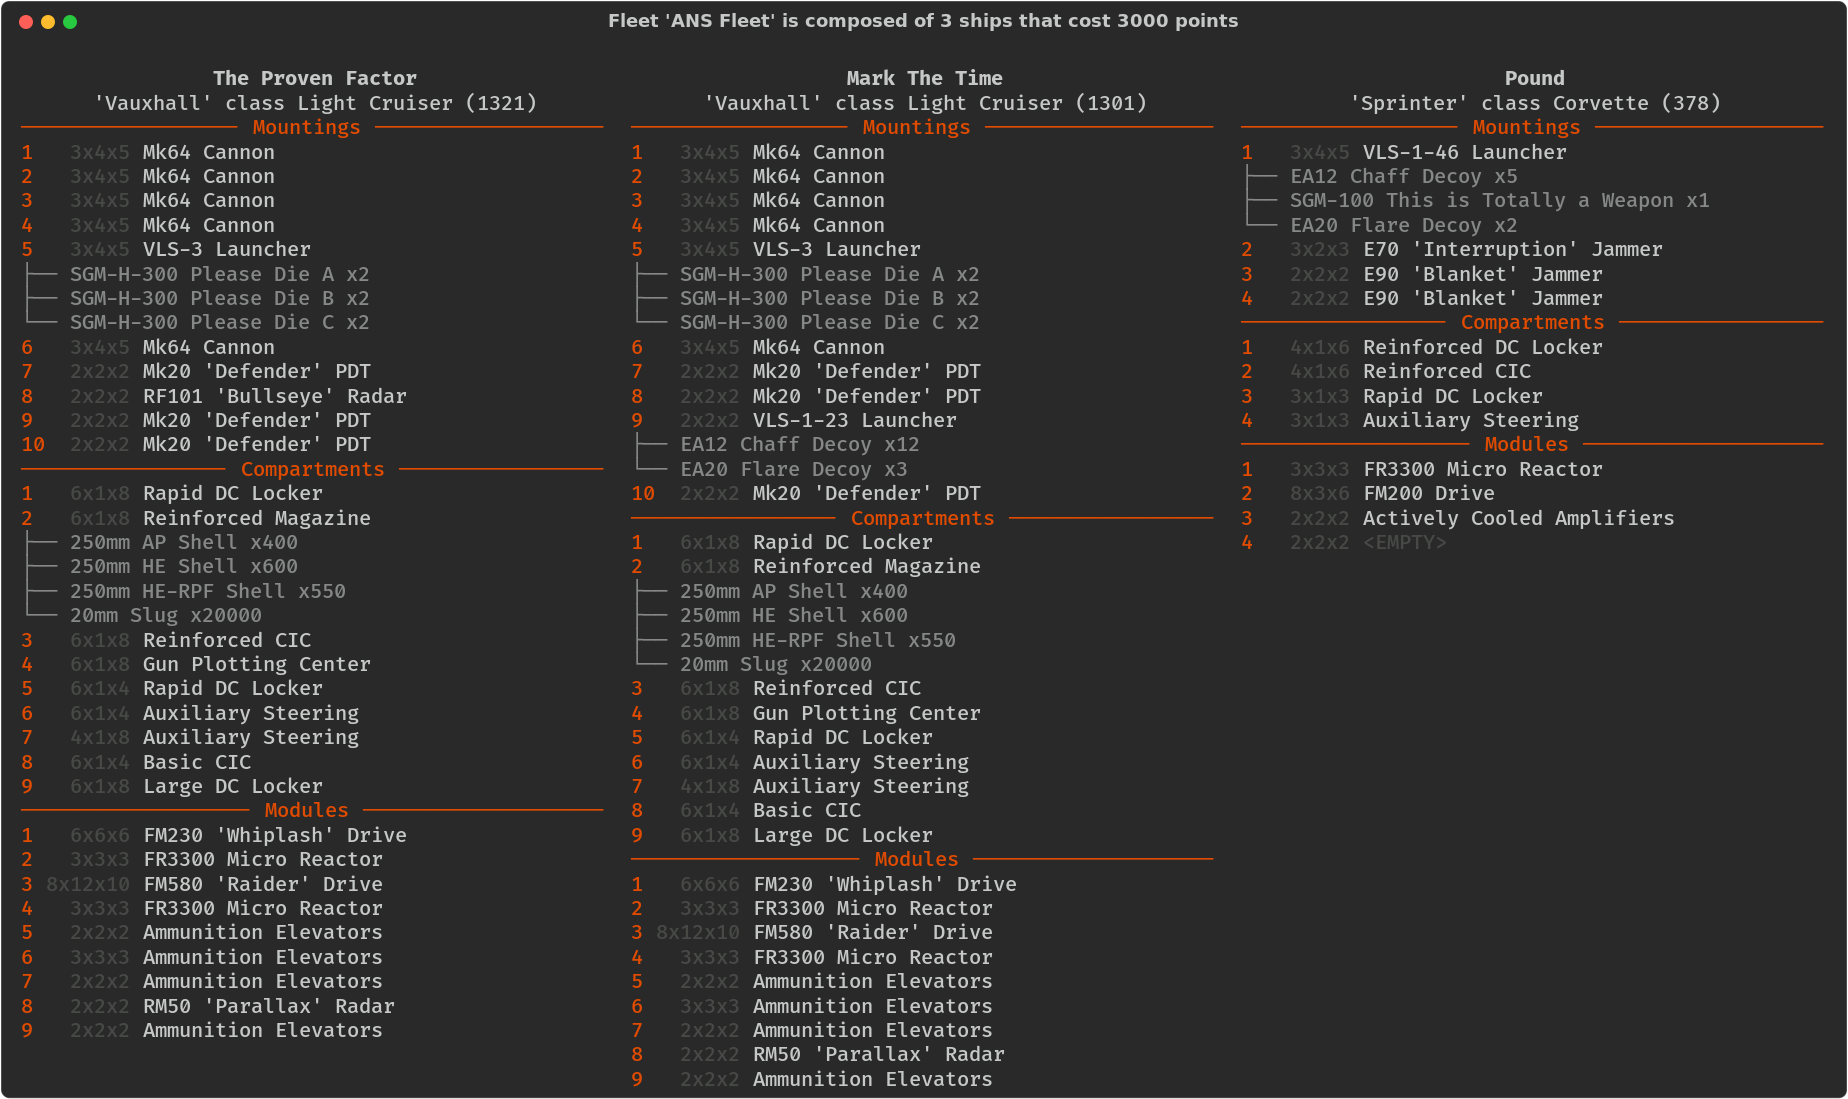 Fleet 'ANS Fleet' is composed of 3 ships that cost 3000 points
The Proven Factor
'Vauxhall' class Light Cruiser (1321)
Mountings
1 3x4x5 Mk64 Cannon
2 3x4x5 Mk64 Cannon
3 3x4x5 Mk64 Cannon
4 3x4x5 Mk64 Cannon
5 3x4x5 VLS-3 Launcher
SGM-H-300 Please Die A x2
SGM-H-300 Please Die B x2
SGM-H-300 Please Die C x2
6 3x4x5 Mk64 Cannon
7 2x2x2 Mk20 'Defender' PDT
8 2x2x2 RF101 'Bullseye' Radar
9 2x2x2 Mk20 'Defender' PDT
10 2x2x2 Mk20 'Defender' PDT
Compartments
1 6x1x8 Rapid DC Locker
2 6x1x8 Reinforced Magazine
250mm AP Shell x400
250mm HE Shell x600
250mm HE-RPF Shell x550
20mm Slug x20000
3 6x1x8 Reinforced CIC
4 6x1x8 Gun Plotting Center
5 6x1x4 Rapid DC Locker
6 6x1x4 Auxiliary Steering
7 4x1x8 Auxiliary Steering
8 6x1x4 Basic CIC
9 6x1x8 Large DC Locker
Modules
1 6x6x6 FM230 'Whiplash' Drive
2 3x3x3 FR3300 Micro Reactor
3 8x12x10 FM580 'Raider' Drive
4 3x3x3 FR3300 Micro Reactor
5 2x2x2 Ammunition Elevators
6 3x3x3 Ammunition Elevators
7 2x2x2 Ammunition Elevators
8 2x2x2 RM50 'Parallax' Radar
9 2x2x2 Ammunition Elevators
Mark The Time
'Vauxhall' class Light Cruiser (1301)
Mountings
1 3x4x5 Mk64 Cannon
2 3x4x5 Mk64 Cannon
3 3x4x5 Mk64 Cannon
4 3x4x5 Mk64 Cannon
5 3x4x5 VLS-3 Launcher
SGM-H-300 Please Die A x2
SGM-H-300 Please Die B x2
SGM-H-300 Please Die C x2
6 3x4x5 Mk64 Cannon
7 2x2x2 Mk20 'Defender' PDT
8 2x2x2 Mk20 'Defender' PDT
9 2x2x2 VLS-1-23 Launcher
EA12 Chaff Decoy x12
EA20 Flare Decoy x3
10 2x2x2 Mk20 'Defender' PDT
Compartments
1 6x1x8 Rapid DC Locker
2 6x1x8 Reinforced Magazine
250mm AP Shell x400
250mm HE Shell x600
250mm HE-RPF Shell x550
20mm Slug x20000
3 6x1x8 Reinforced CIC
4 6x1x8 Gun Plotting Center
5 6x1x4 Rapid DC Locker
6 6x1x4 Auxiliary Steering
7 4x1x8 Auxiliary Steering
8 6x1x4 Basic CIC
9 6x1x8 Large DC Locker
Modules
1 6x6x6 FM230 'Whiplash' Drive
2 3x3x3 FR3300 Micro Reactor
3 8x12x10 FM580 'Raider' Drive
4 3x3x3 FR3300 Micro Reactor
5 2x2x2 Ammunition Elevators
6 3x3x3 Ammunition Elevators
7 2x2x2 Ammunition Elevators
8 2x2x2 RM50 'Parallax' Radar
9 2x2x2 Ammunition Elevators
Pound
'Sprinter' class Corvette (378)
Mountings
1 3x4x5 VLS-1-46 Launcher
EA12 Chaff Decoy x5
SGM-100 This is Totally a Weapon x1
EA20 Flare Decoy x2
2 3x2x3 E70 'Interruption' Jammer
3 2x2x2 E90 'Blanket' Jammer
4 2x2x2 E90 'Blanket' Jammer
Compartments
1 4x1x6 Reinforced DC Locker
2 4x1x6 Reinforced CIC
3 3x1x3 Rapid DC Locker
4 3x1x3 Auxiliary Steering
Modules
1 3x3x3 FR3300 Micro Reactor
2 8x3x6 FM200 Drive
3 2x2x2 Actively Cooled Amplifiers
4 2x2x2 <EMPTY>